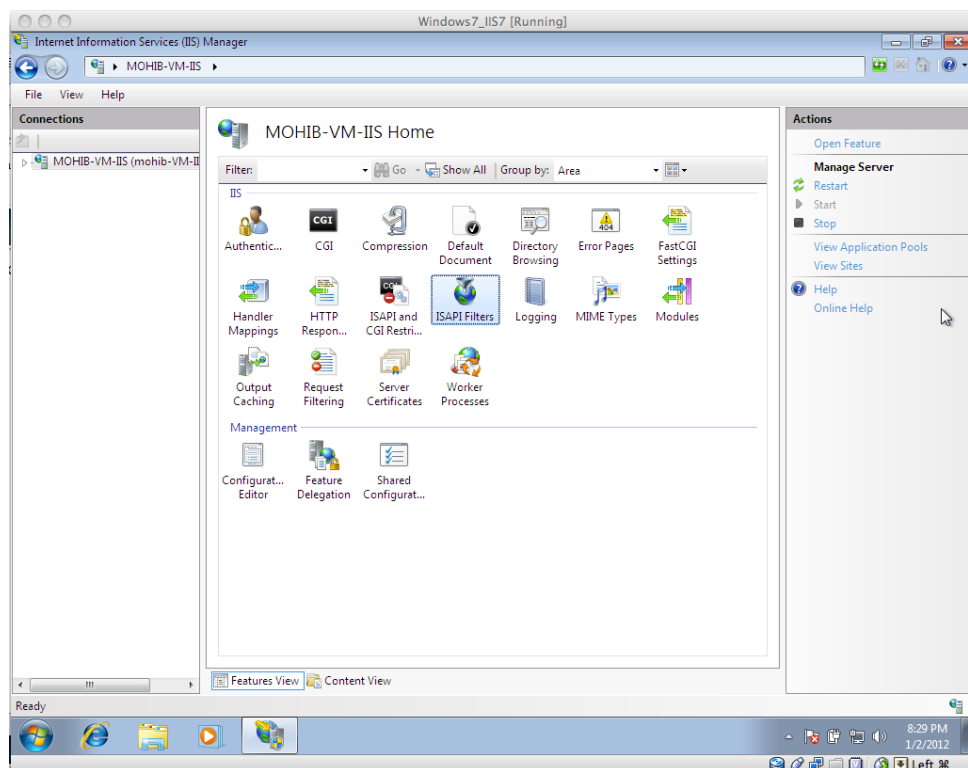 Windows7_IIS7 [Running]
Internet Information Services (IIS) Manager
MOHIB-VM-IIS
File View Help
Connections
MOHIB-VM-IIS (mohib-VM-II
MOHIB-VM-IIS Home
Filter: Go Show All Group by: Area
IIS
Authentic... CGI Compression Default Directory Error Pages FastCGI
Document Browsing Settings
CGI
404
Handler HTTP ISAPI and ISAPI Filters Logging MIME Types Modules
Mappings Respon... CGI Restri...
Output Request Server Worker
Caching Filtering Certificates Processes
Management
Configurat... Feature Shared
Editor Delegation Configurat...
Features View Content View
Actions
Open Feature
Manage Server
Restart
Start
Stop
View Application Pools
View Sites
Help
Online Help
Ready
8:29 PM
1/2/2012
Left ⌘